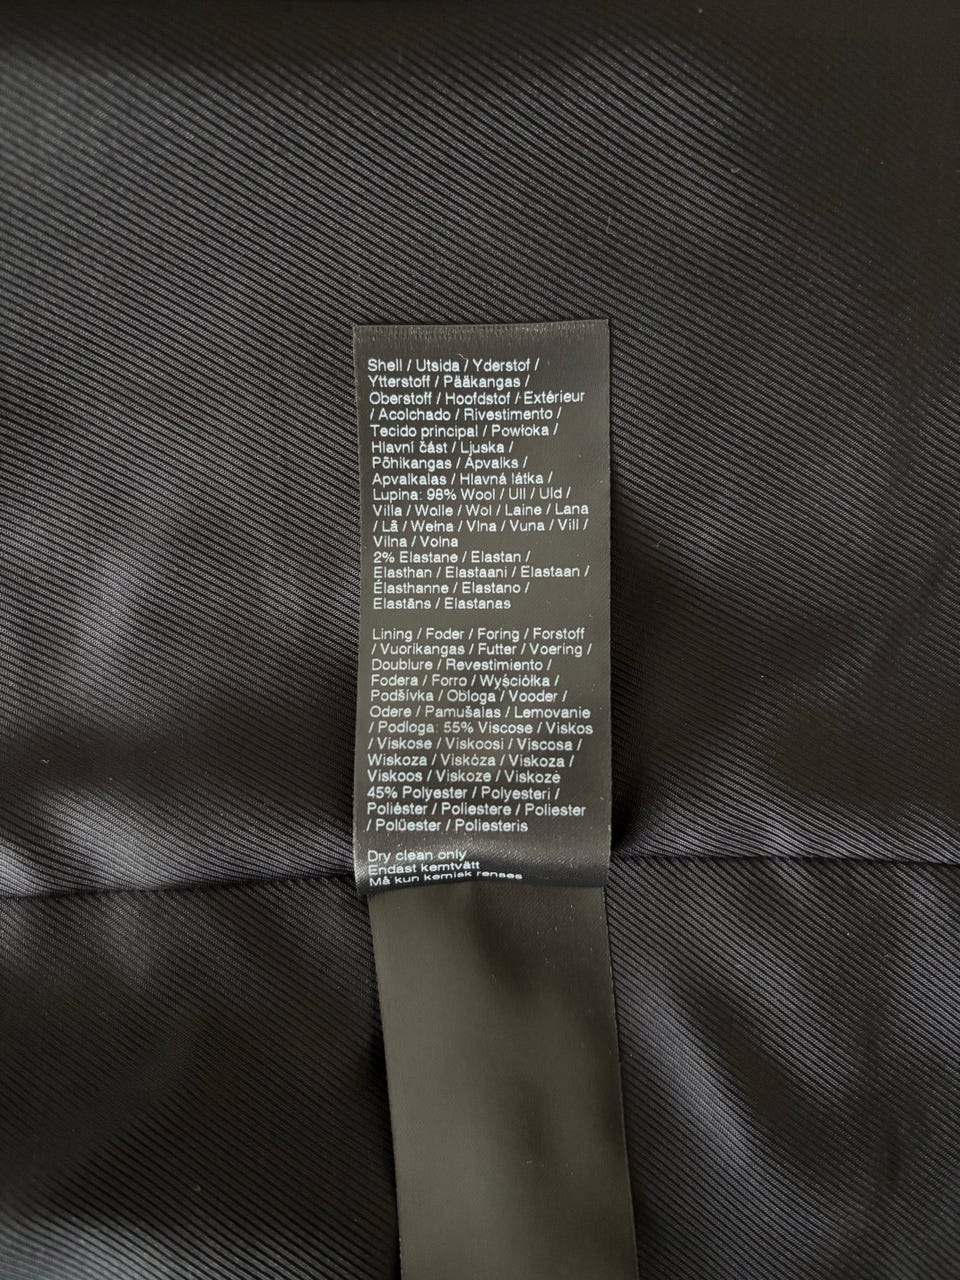 Shell / Utsida / Yderstof /
Ytterstoff / Pääkangas /
Oberstoff / Hoofdstof / Extérieur
/ Acolchado / Rivestimento /
Tecido principal / Powłoka /
Hlavní část / Ljuska /
Põhikangas / Apvalks /
Apvalkalas / Hlavná látka /
Lupina: 98% Wool / Ull / Uld /
Villa / Wolle / Wol / Laine / Lana
/ Lã / Wełna / Vlna / Vuna / Vill /
Vilna / Volna
2% Elastane / Elastan /
Elasthan / Elastaani / Elastaan /
Élasthanne / Elastano /
Elastāns / Elastanas
Lining / Foder / Foring / Forstoff
/ Vuorikangas / Futter / Voering /
Doublure / Revestimiento /
Fodera / Forro / Wyściółka /
Podšívka / Obloga / Vooder /
Odere / Pamušalas / Lemovanie
/ Podloga: 55% Viscose / Viskos
/ Viskose / Viskoosi / Viscosa /
Wiskoza / Viskóza / Viskoza /
Viskoos / Viskoze / Viskozė
45% Polyester / Polyesteri /
Poliéster / Poliestere / Poliester
/ Polüester / Poliesteris
Dry clean only
Endast kemtvätt
Må kun kemisk renses